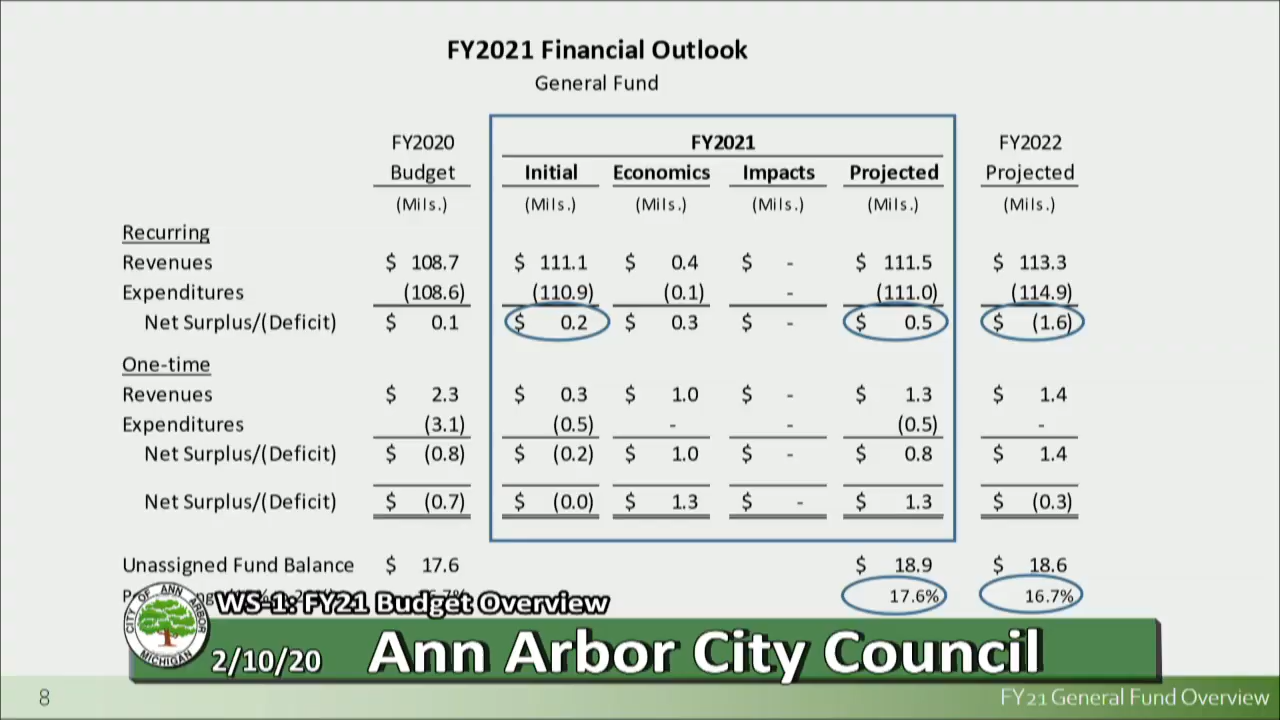 FY2021 Financial Outlook
General Fund
FY2020 FY2021 FY2022
Budget Initial Economics Impacts Projected Projected
(Mils.) (Mils.) (Mils.) (Mils.) (Mils.) (Mils.)
Recurring
Revenues $ 108.7 $ 111.1 $ 0.4 $ - $ 111.5 $ 113.3
Expenditures (108.6) (110.9) (0.1) - (111.0) (114.9)
Net Surplus/(Deficit) $ 0.1 $ 0.2 $ 0.3 $ - $ 0.5 $ (1.6)
One-time
Revenues $ 2.3 $ 0.3 $ 1.0 $ - $ 1.3 $ 1.4
Expenditures (3.1) (0.5) - - (0.5) -
Net Surplus/(Deficit) $ (0.8) $ (0.2) $ 1.0 $ - $ 0.8 $ 1.4
Net Surplus/(Deficit) $ (0.7) $ (0.0) $ 1.3 $ - $ 1.3 $ (0.3)
Unassigned Fund Balance $ 17.6 $ 18.9 $ 18.6
17.6% 16.7%
CITY OF ANN ARBOR
MICHIGAN
WS-1: FY21 Budget Overview
2/10/20 Ann Arbor City Council
8 FY21 General Fund Overview